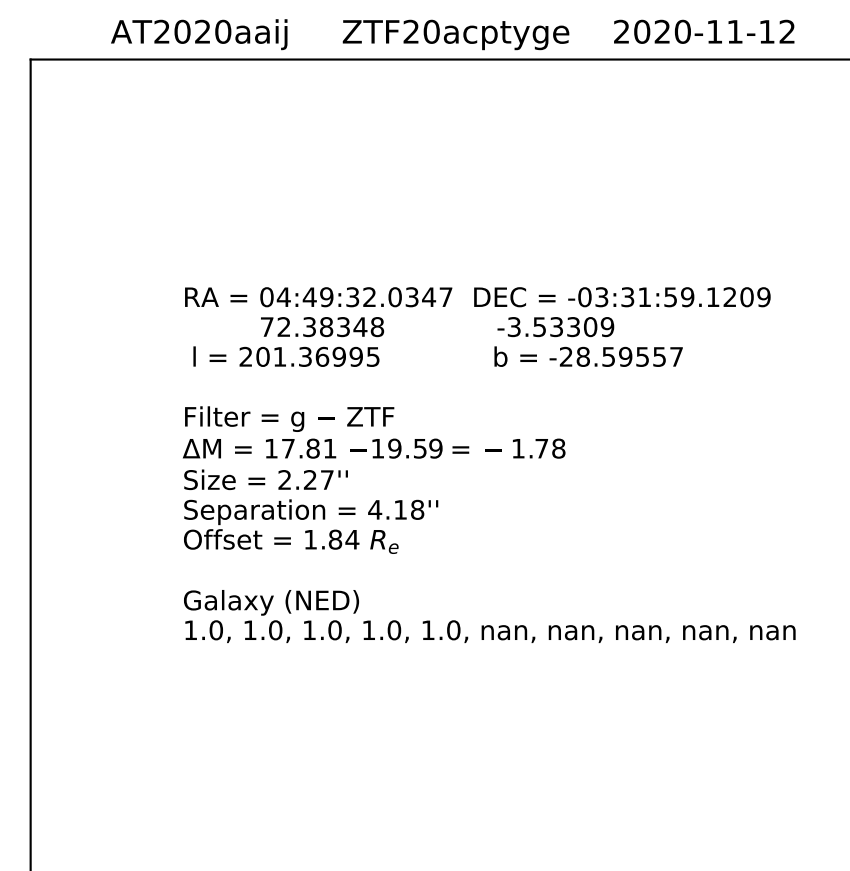 AT2020aaij ZTF20acptyge 2020-11-12
RA = 04:49:32.0347 DEC = -03:31:59.1209
72.38348 -3.53309
l = 201.36995 b = -28.59557
Filter = g − ZTF
ΔM = 17.81 −19.59 = − 1.78
Size = 2.27''
Separation = 4.18''
Offset = 1.84 Re
Galaxy (NED)
1.0, 1.0, 1.0, 1.0, 1.0, nan, nan, nan, nan, nan